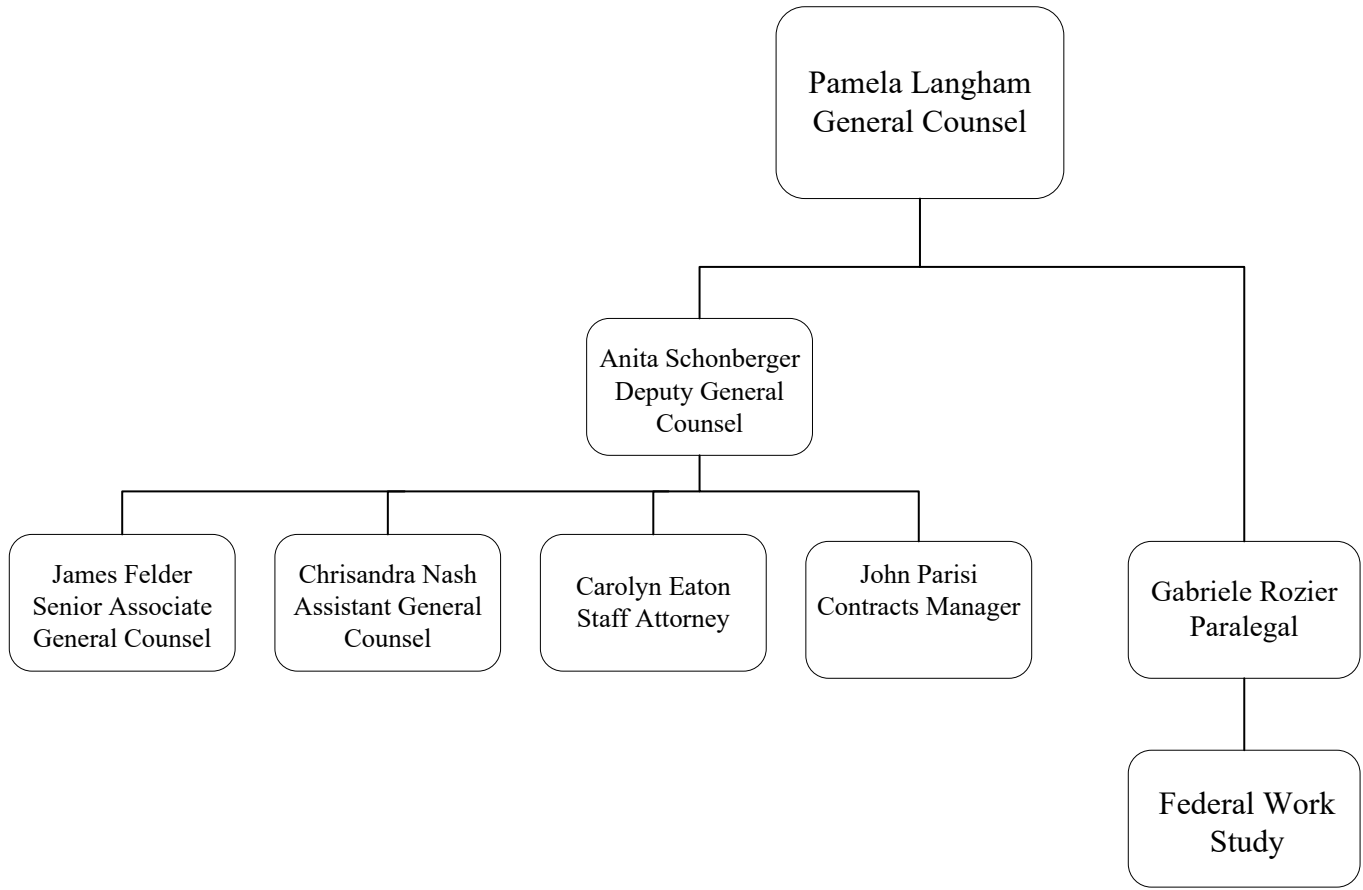 Pamela Langham
General Counsel
Anita Schonberger
Deputy General
Counsel
James Felder
Senior Associate
General Counsel
Chrisandra Nash
Assistant General
Counsel
Carolyn Eaton
Staff Attorney
John Parisi
Contracts Manager
Gabriele Rozier
Paralegal
Federal Work
Study